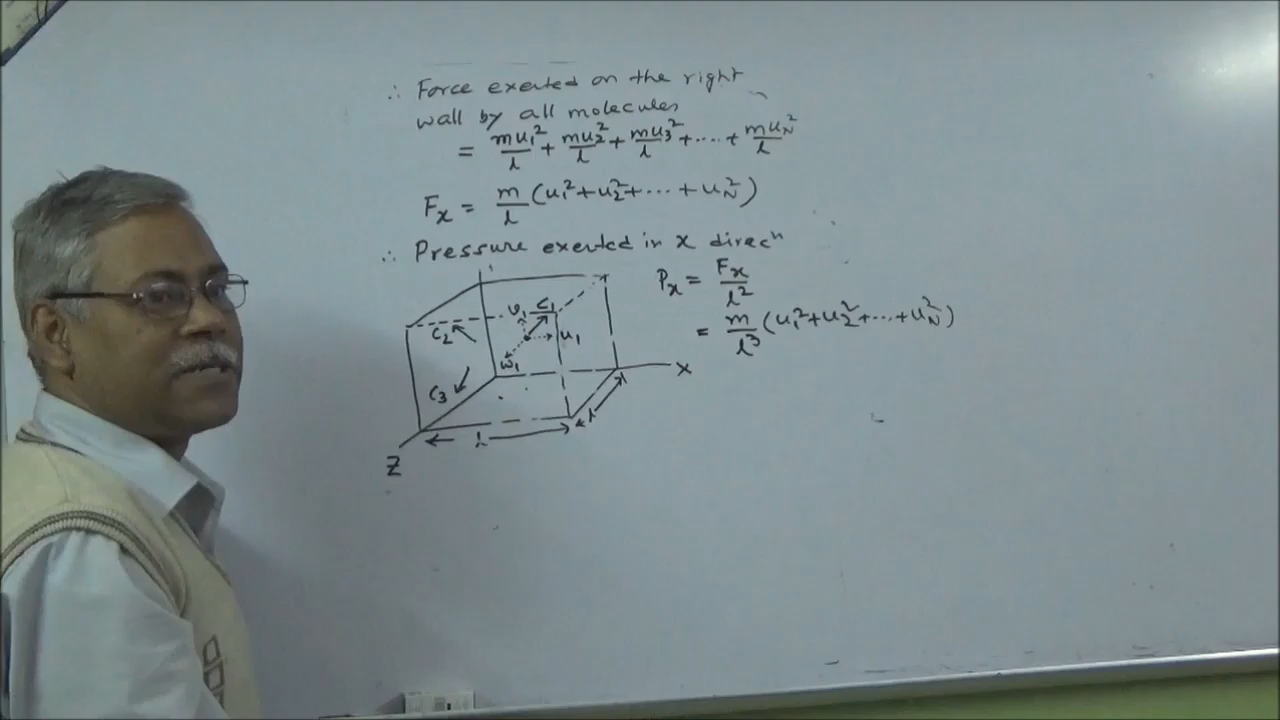 ∴ Force exerted on the right
wall by all molecules
= mu₁²/l + mu₂²/l + mu₃²/l + ..... + mu_N²/l
Fₓ = m/l (u₁² + u₂² + ... + u_N²)
∴ Pressure exerted in x direcⁿ
Pₓ = Fₓ/l²
= m/l³ (u₁² + u₂² + ... + u_N²)
v₁ C₁
C₂ u₁
w₁
C₃
X
l
l
Z